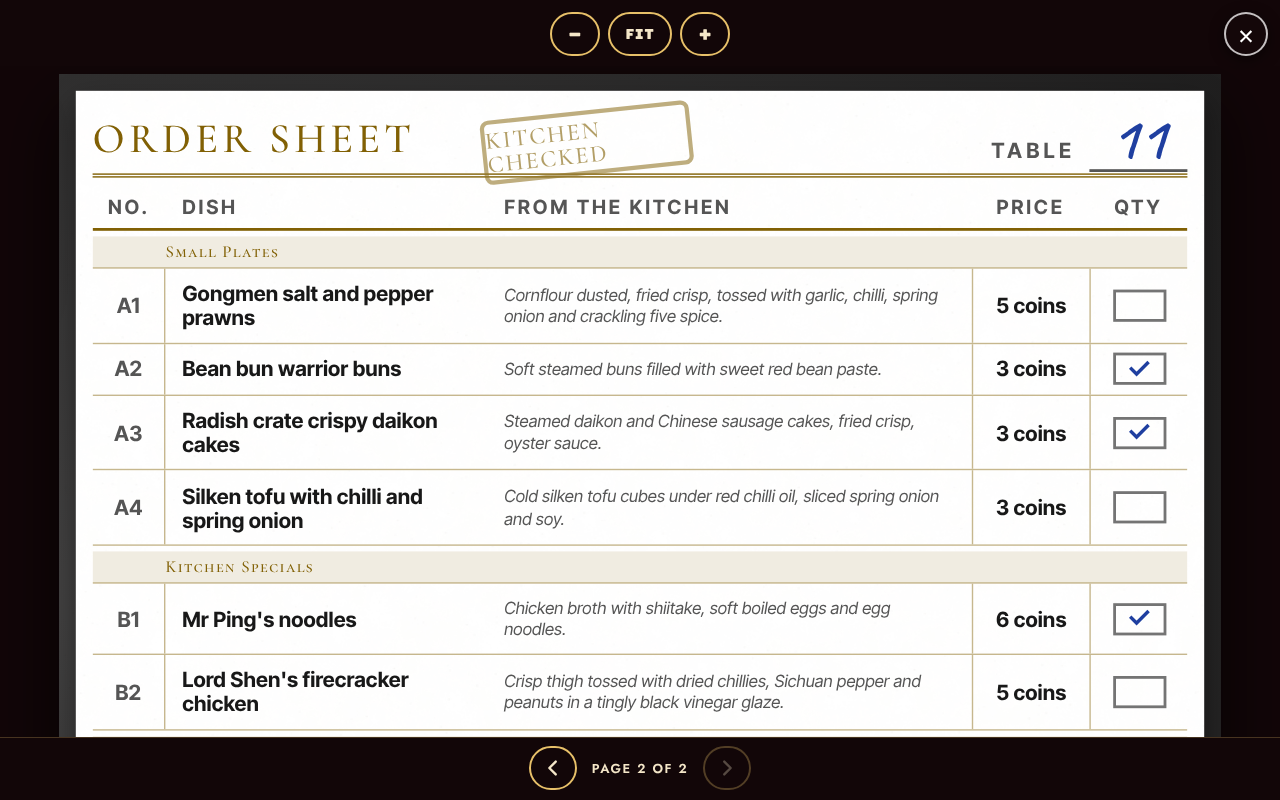 − FIT + ×
ORDER SHEET
KITCHEN
CHECKED
TABLE 11
NO. DISH FROM THE KITCHEN PRICE QTY
Small Plates
A1 Gongmen salt and pepper prawns Cornflour dusted, fried crisp, tossed with garlic, chilli, spring onion and crackling five spice. 5 coins
A2 Bean bun warrior buns Soft steamed buns filled with sweet red bean paste. 3 coins ✓
A3 Radish crate crispy daikon cakes Steamed daikon and Chinese sausage cakes, fried crisp, oyster sauce. 3 coins ✓
A4 Silken tofu with chilli and spring onion Cold silken tofu cubes under red chilli oil, sliced spring onion and soy. 3 coins
Kitchen Specials
B1 Mr Ping's noodles Chicken broth with shiitake, soft boiled eggs and egg noodles. 6 coins ✓
B2 Lord Shen's firecracker chicken Crisp thigh tossed with dried chillies, Sichuan pepper and peanuts in a tingly black vinegar glaze. 5 coins
PAGE 2 OF 2